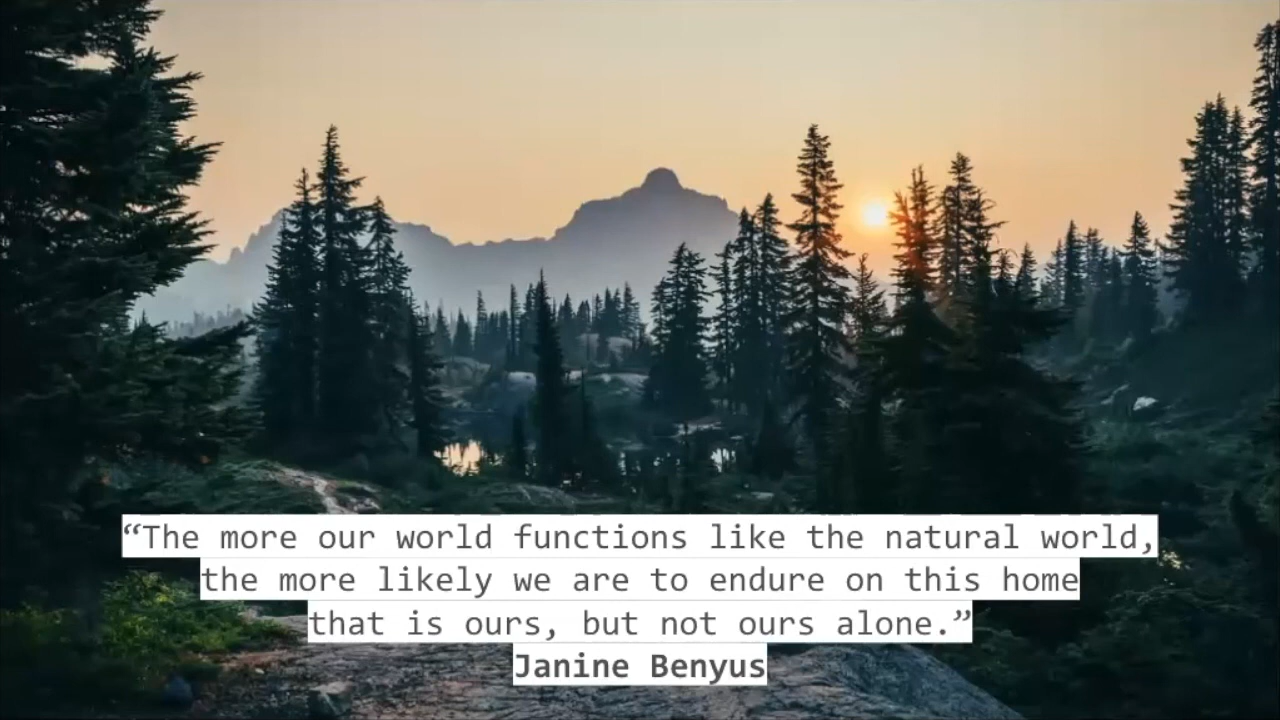 “The more our world functions like the natural world,
the more likely we are to endure on this home
that is ours, but not ours alone.”
Janine Benyus